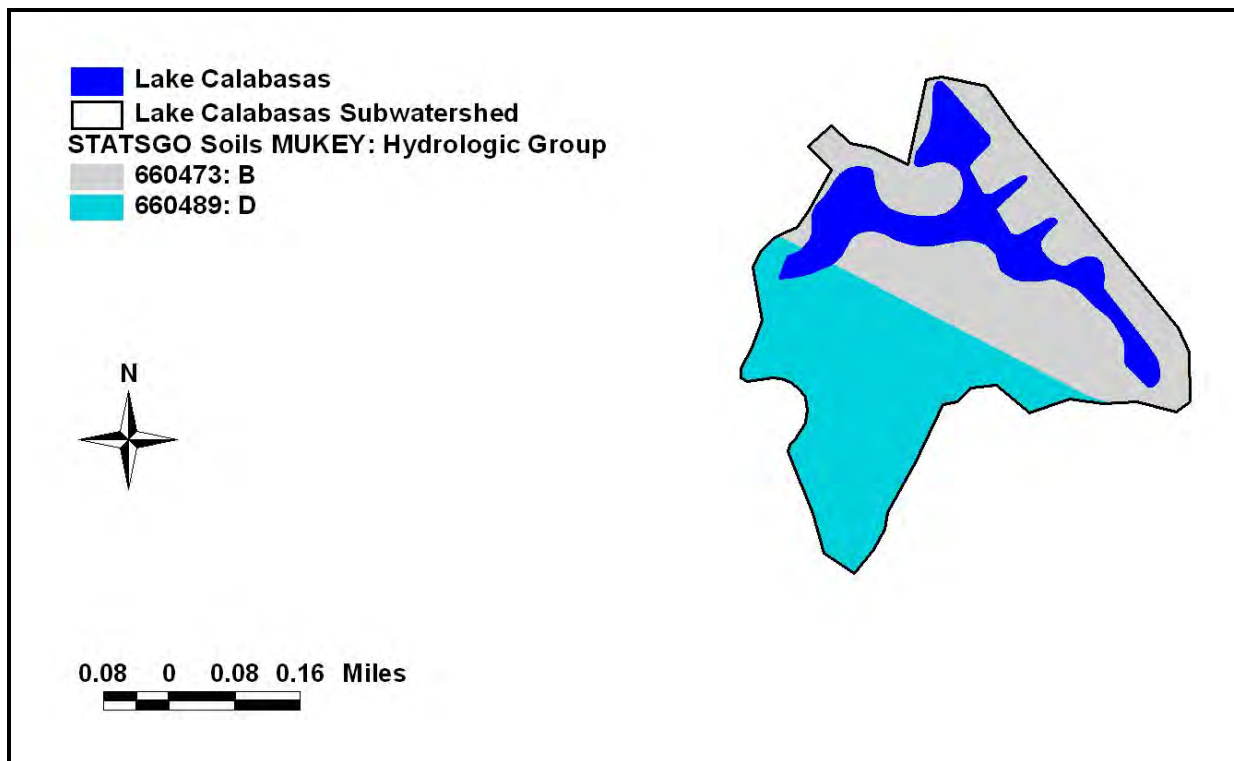 Lake Calabasas
Lake Calabasas Subwatershed
STATSGO Soils MUKEY: Hydrologic Group
660473: B
660489: D
N
0.08 0 0.08 0.16 Miles